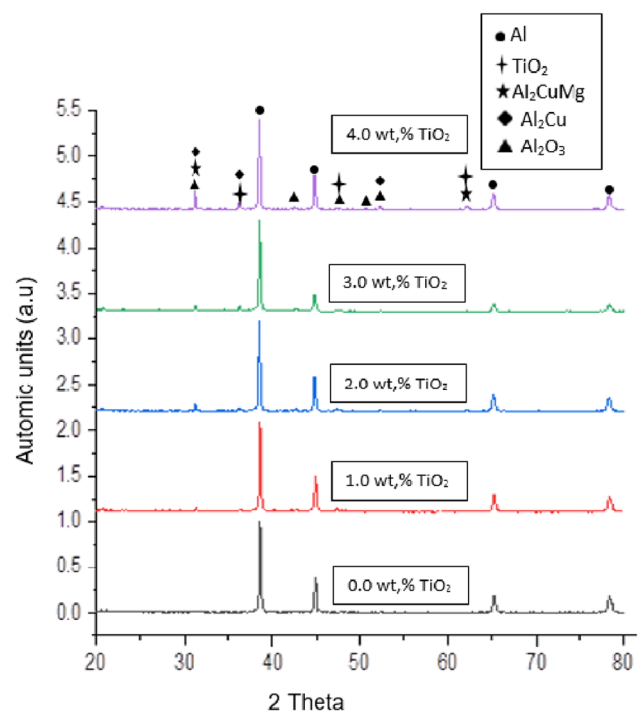 Al
TiO₂
Al₂CuMg
Al₂Cu
Al₂O₃
5.5
5.0
4.5
4.0
3.5
3.0
2.5
2.0
1.5
1.0
0.5
0.0
4.0 wt,% TiO₂
3.0 wt,% TiO₂
2.0 wt,% TiO₂
1.0 wt,% TiO₂
0.0 wt,% TiO₂
Automic units (a.u)
20 30 40 50 60 70 80
2 Theta